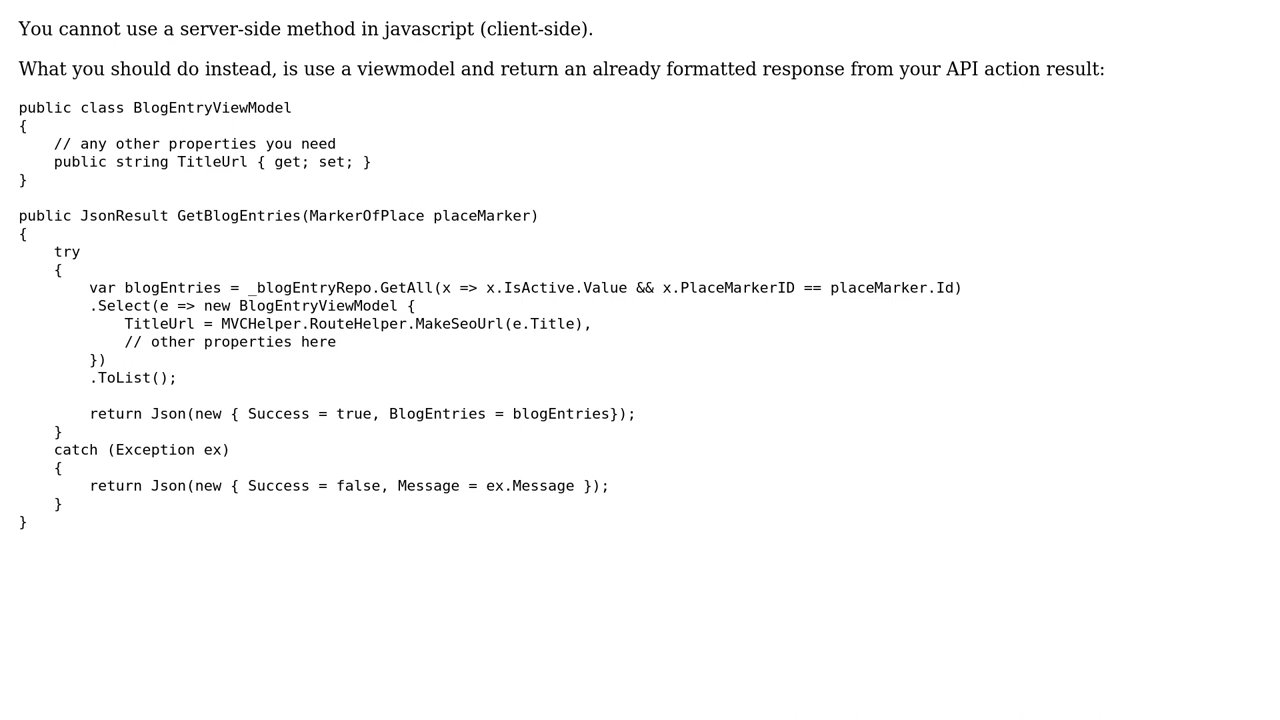 You cannot use a server-side method in javascript (client-side).
What you should do instead, is use a viewmodel and return an already formatted response from your API action result:
public class BlogEntryViewModel
{
    // any other properties you need
    public string TitleUrl { get; set; }
}

public JsonResult GetBlogEntries(MarkerOfPlace placeMarker)
{
    try
    {
        var blogEntries = _blogEntryRepo.GetAll(x => x.IsActive.Value && x.PlaceMarkerID == placeMarker.Id)
        .Select(e => new BlogEntryViewModel {
            TitleUrl = MVCHelper.RouteHelper.MakeSeoUrl(e.Title),
            // other properties here
        })
        .ToList();

        return Json(new { Success = true, BlogEntries = blogEntries});
    }
    catch (Exception ex)
    {
        return Json(new { Success = false, Message = ex.Message });
    }
}